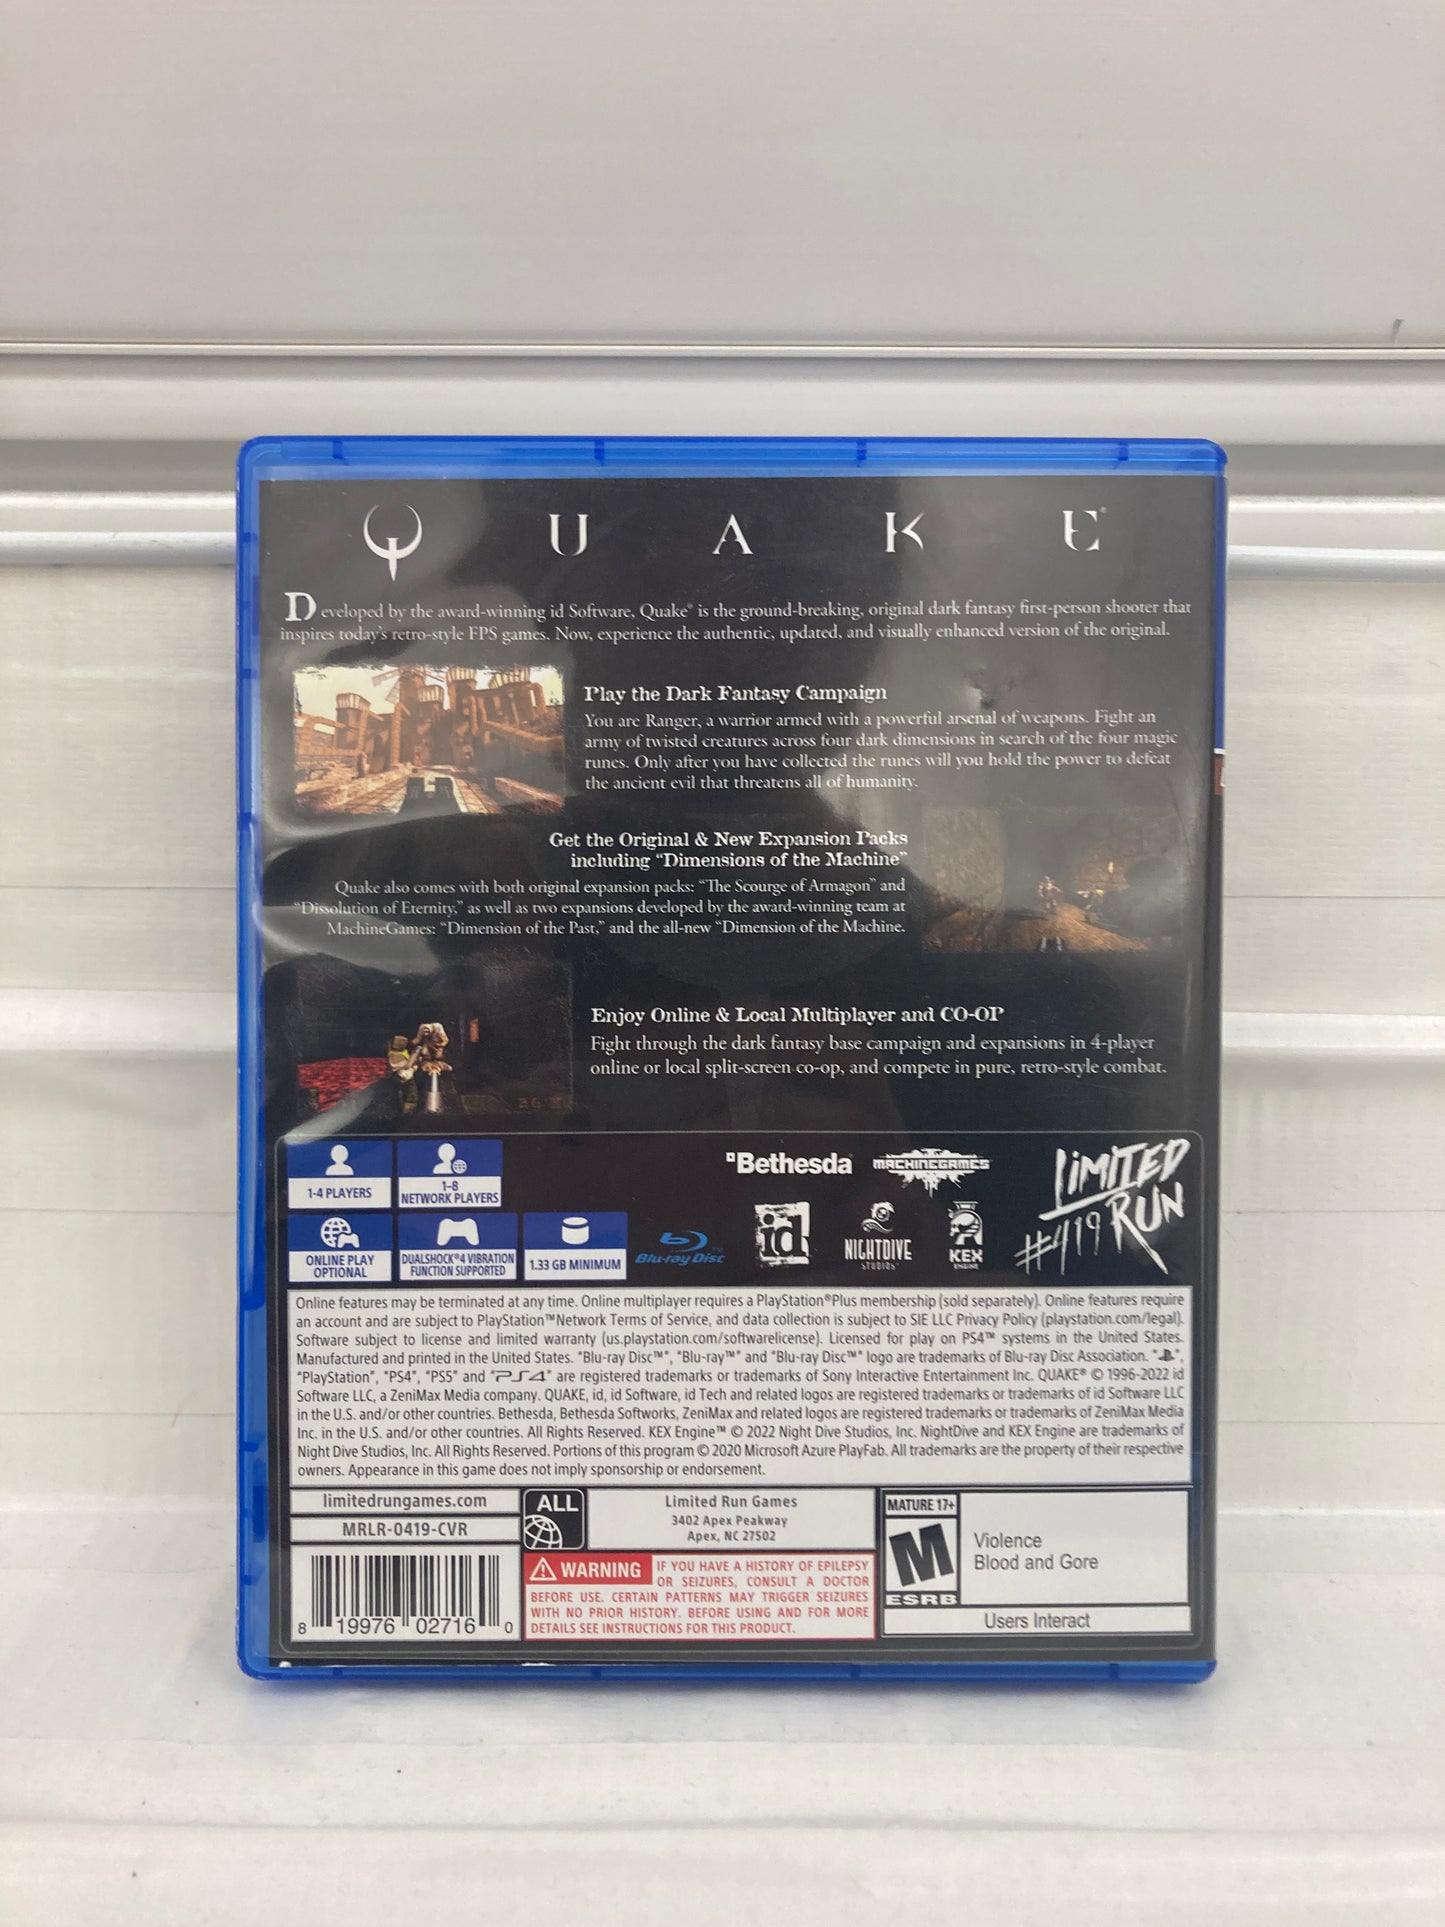 QUAKE®
Developed by the award-winning id Software, Quake® is the ground-breaking, original dark fantasy first-person shooter that
inspires today's retro-style FPS games. Now, experience the authentic, updated, and visually enhanced version of the original.
Play the Dark Fantasy Campaign
You are Ranger, a warrior armed with a powerful arsenal of weapons. Fight an
army of twisted creatures across four dark dimensions in search of the four magic
runes. Only after you have collected the runes will you hold the power to defeat
the ancient evil that threatens all of humanity.
Get the Original & New Expansion Packs
including "Dimensions of the Machine"
Quake also comes with both original expansion packs: "The Scourge of Armagon" and
"Dissolution of Eternity," as well as two expansions developed by the award-winning team at
MachineGames: "Dimension of the Past," and the all-new "Dimension of the Machine.
Enjoy Online & Local Multiplayer and CO-OP
Fight through the dark fantasy base campaign and expansions in 4-player
online or local split-screen co-op, and compete in pure, retro-style combat.
1-4 PLAYERS
1-8
NETWORK PLAYERS
ONLINE PLAY
OPTIONAL
DUALSHOCK®4 VIBRATION
FUNCTION SUPPORTED
1.33 GB MINIMUM
Blu-ray Disc™
Bethesda
MACHINEGAMES
id
NIGHTDIVE
STUDIOS
KEX
ENGINE
LIMITED
RUN
#419
Online features may be terminated at any time. Online multiplayer requires a PlayStation®Plus membership (sold separately). Online features require
an account and are subject to PlayStation™Network Terms of Service, and data collection is subject to SIE LLC Privacy Policy (playstation.com/legal).
Software subject to license and limited warranty (us.playstation.com/softwarelicense). Licensed for play on PS4™ systems in the United States.
Manufactured and printed in the United States. "Blu-ray Disc™", "Blu-ray™" and "Blu-ray Disc™" logo are trademarks of Blu-ray Disc Association. "",
"PlayStation", "PS4", "PS5" and "PS4" are registered trademarks or trademarks of Sony Interactive Entertainment Inc. QUAKE® © 1996-2022 id
Software LLC, a ZeniMax Media company. QUAKE, id, id Software, id Tech and related logos are registered trademarks or trademarks of id Software LLC
in the U.S. and/or other countries. Bethesda, Bethesda Softworks, ZeniMax and related logos are registered trademarks or trademarks of ZeniMax Media
Inc. in the U.S. and/or other countries. All Rights Reserved. KEX Engine™ © 2022 Night Dive Studios, Inc. NightDive and KEX Engine are trademarks of
Night Dive Studios, Inc. All Rights Reserved. Portions of this program © 2020 Microsoft Azure PlayFab. All trademarks are the property of their respective
owners. Appearance in this game does not imply sponsorship or endorsement.
limitedrungames.com
MRLR-0419-CVR
8 19976 02716 0
ALL
Limited Run Games
3402 Apex Peakway
Apex, NC 27502
WARNING IF YOU HAVE A HISTORY OF EPILEPSY
OR SEIZURES, CONSULT A DOCTOR
BEFORE USE. CERTAIN PATTERNS MAY TRIGGER SEIZURES
WITH NO PRIOR HISTORY. BEFORE USING AND FOR MORE
DETAILS SEE INSTRUCTIONS FOR THIS PRODUCT.
MATURE 17+
M
ESRB
Violence
Blood and Gore
Users Interact